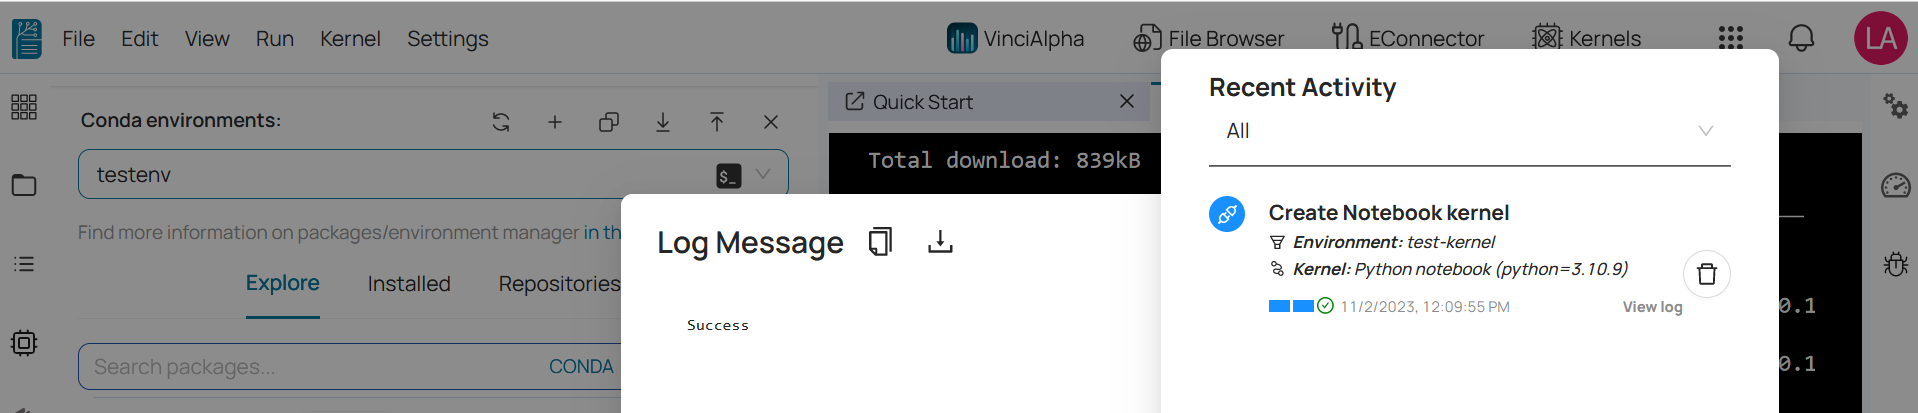 File Edit View Run Kernel Settings VinciAlpha File Browser EConnector Kernels LA
Conda environments:
testenv
$_
Find more information on packages/environment manager in th
Explore Installed Repositories
Search packages... CONDA
Quick Start
Total download: 839kB
0.1
0.1
Log Message
Success
Recent Activity
All
Create Notebook kernel
Environment: test-kernel
Kernel: Python notebook (python=3.10.9)
11/2/2023, 12:09:55 PM View log